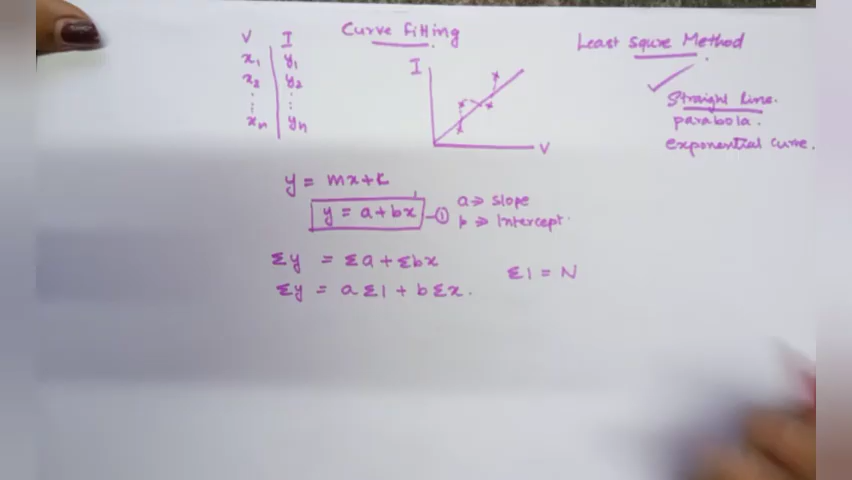 Curve Fitting
Least Squre Method
V I
x1 y1
x2 y2
⋮ ⋮
xn yn
I
V
Straight Line.
parabola.
exponential curve.
y = mx+c
y = a+bx —①
a ⇒ slope
b ⇒ Intercept.
Σy = Σa+Σbx
Σy = aΣ1 + bΣx.
Σ1 = N